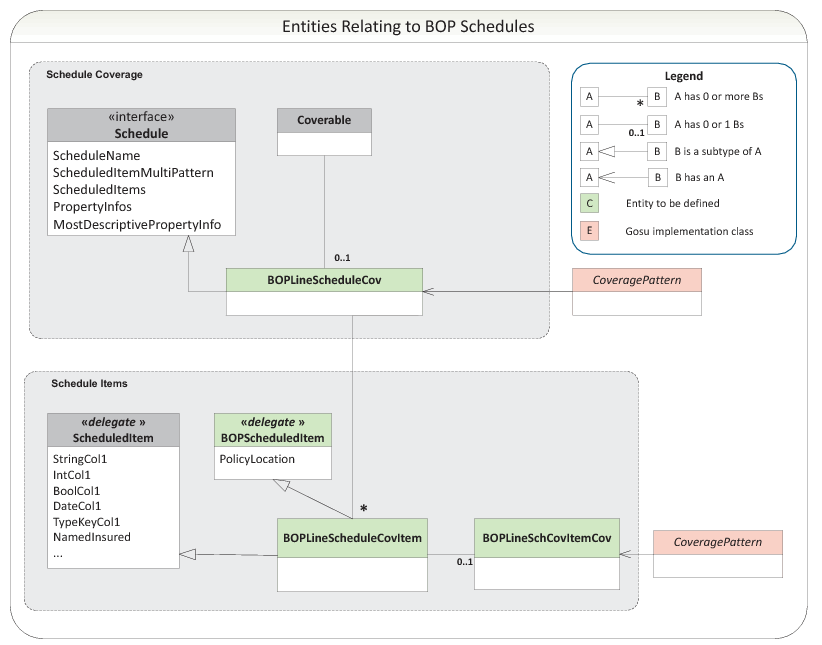 Entities Relating to BOP Schedules
Schedule Coverage
«interface»
Schedule
ScheduleName
ScheduledItemMultiPattern
ScheduledItems
PropertyInfos
MostDescriptivePropertyInfo
Coverable
0..1
BOPLineScheduleCov
CoveragePattern
Legend
A
*
B
A has 0 or more Bs
A
0..1
B
A has 0 or 1 Bs
A
B
B is a subtype of A
A
B
B has an A
C
Entity to be defined
E
Gosu implementation class
Schedule Items
«delegate »
ScheduledItem
StringCol1
IntCol1
BoolCol1
DateCol1
TypeKeyCol1
NamedInsured
...
«delegate »
BOPScheduledItem
PolicyLocation
*
BOPLineScheduleCovItem
0..1
BOPLineSchCovItemCov
CoveragePattern